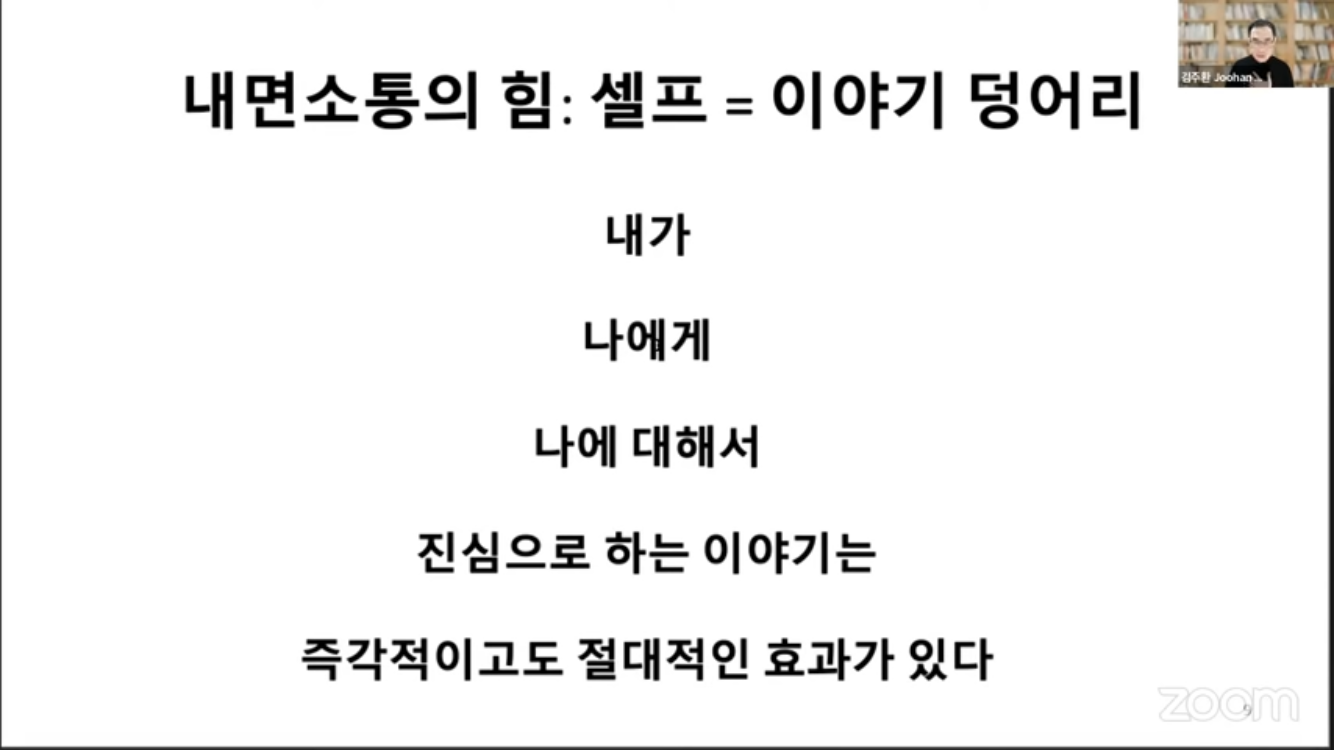 내면소통의 힘: 셀프 = 이야기 덩어리
김주환 Joohan...
내가
나에게
나에 대해서
진심으로 하는 이야기는
즉각적이고도 절대적인 효과가 있다
zoom
9